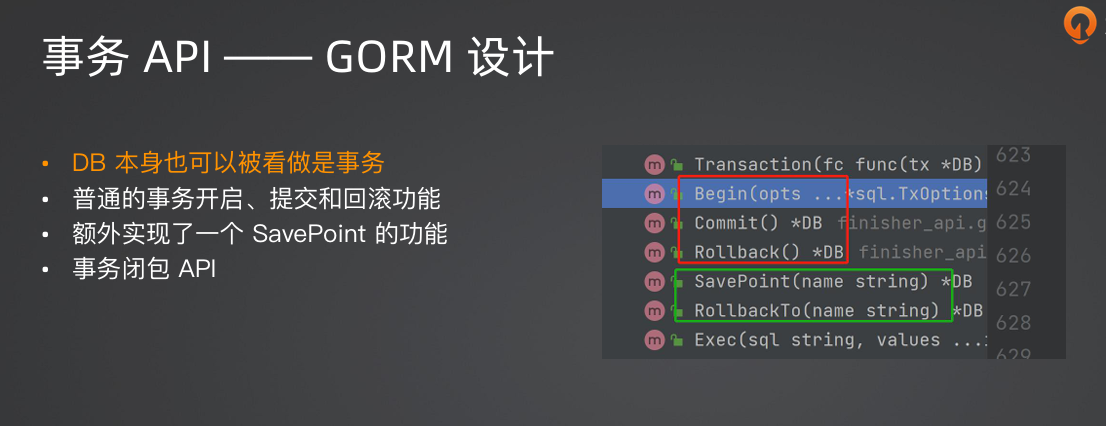 事务 API —— GORM 设计
• DB 本身也可以被看做是事务
• 普通的事务开启、提交和回滚功能
• 额外实现了一个 SavePoint 的功能
• 事务闭包 API
m Transaction(fc func(tx *DB) 623
m Begin(opts ...*sql.TxOptions 624
m Commit() *DB finisher_api.g 625
m Rollback() *DB finisher_api 626
m SavePoint(name string) *DB 627
m RollbackTo(name string) *DB 628
m Exec(sql string, values ...i 629